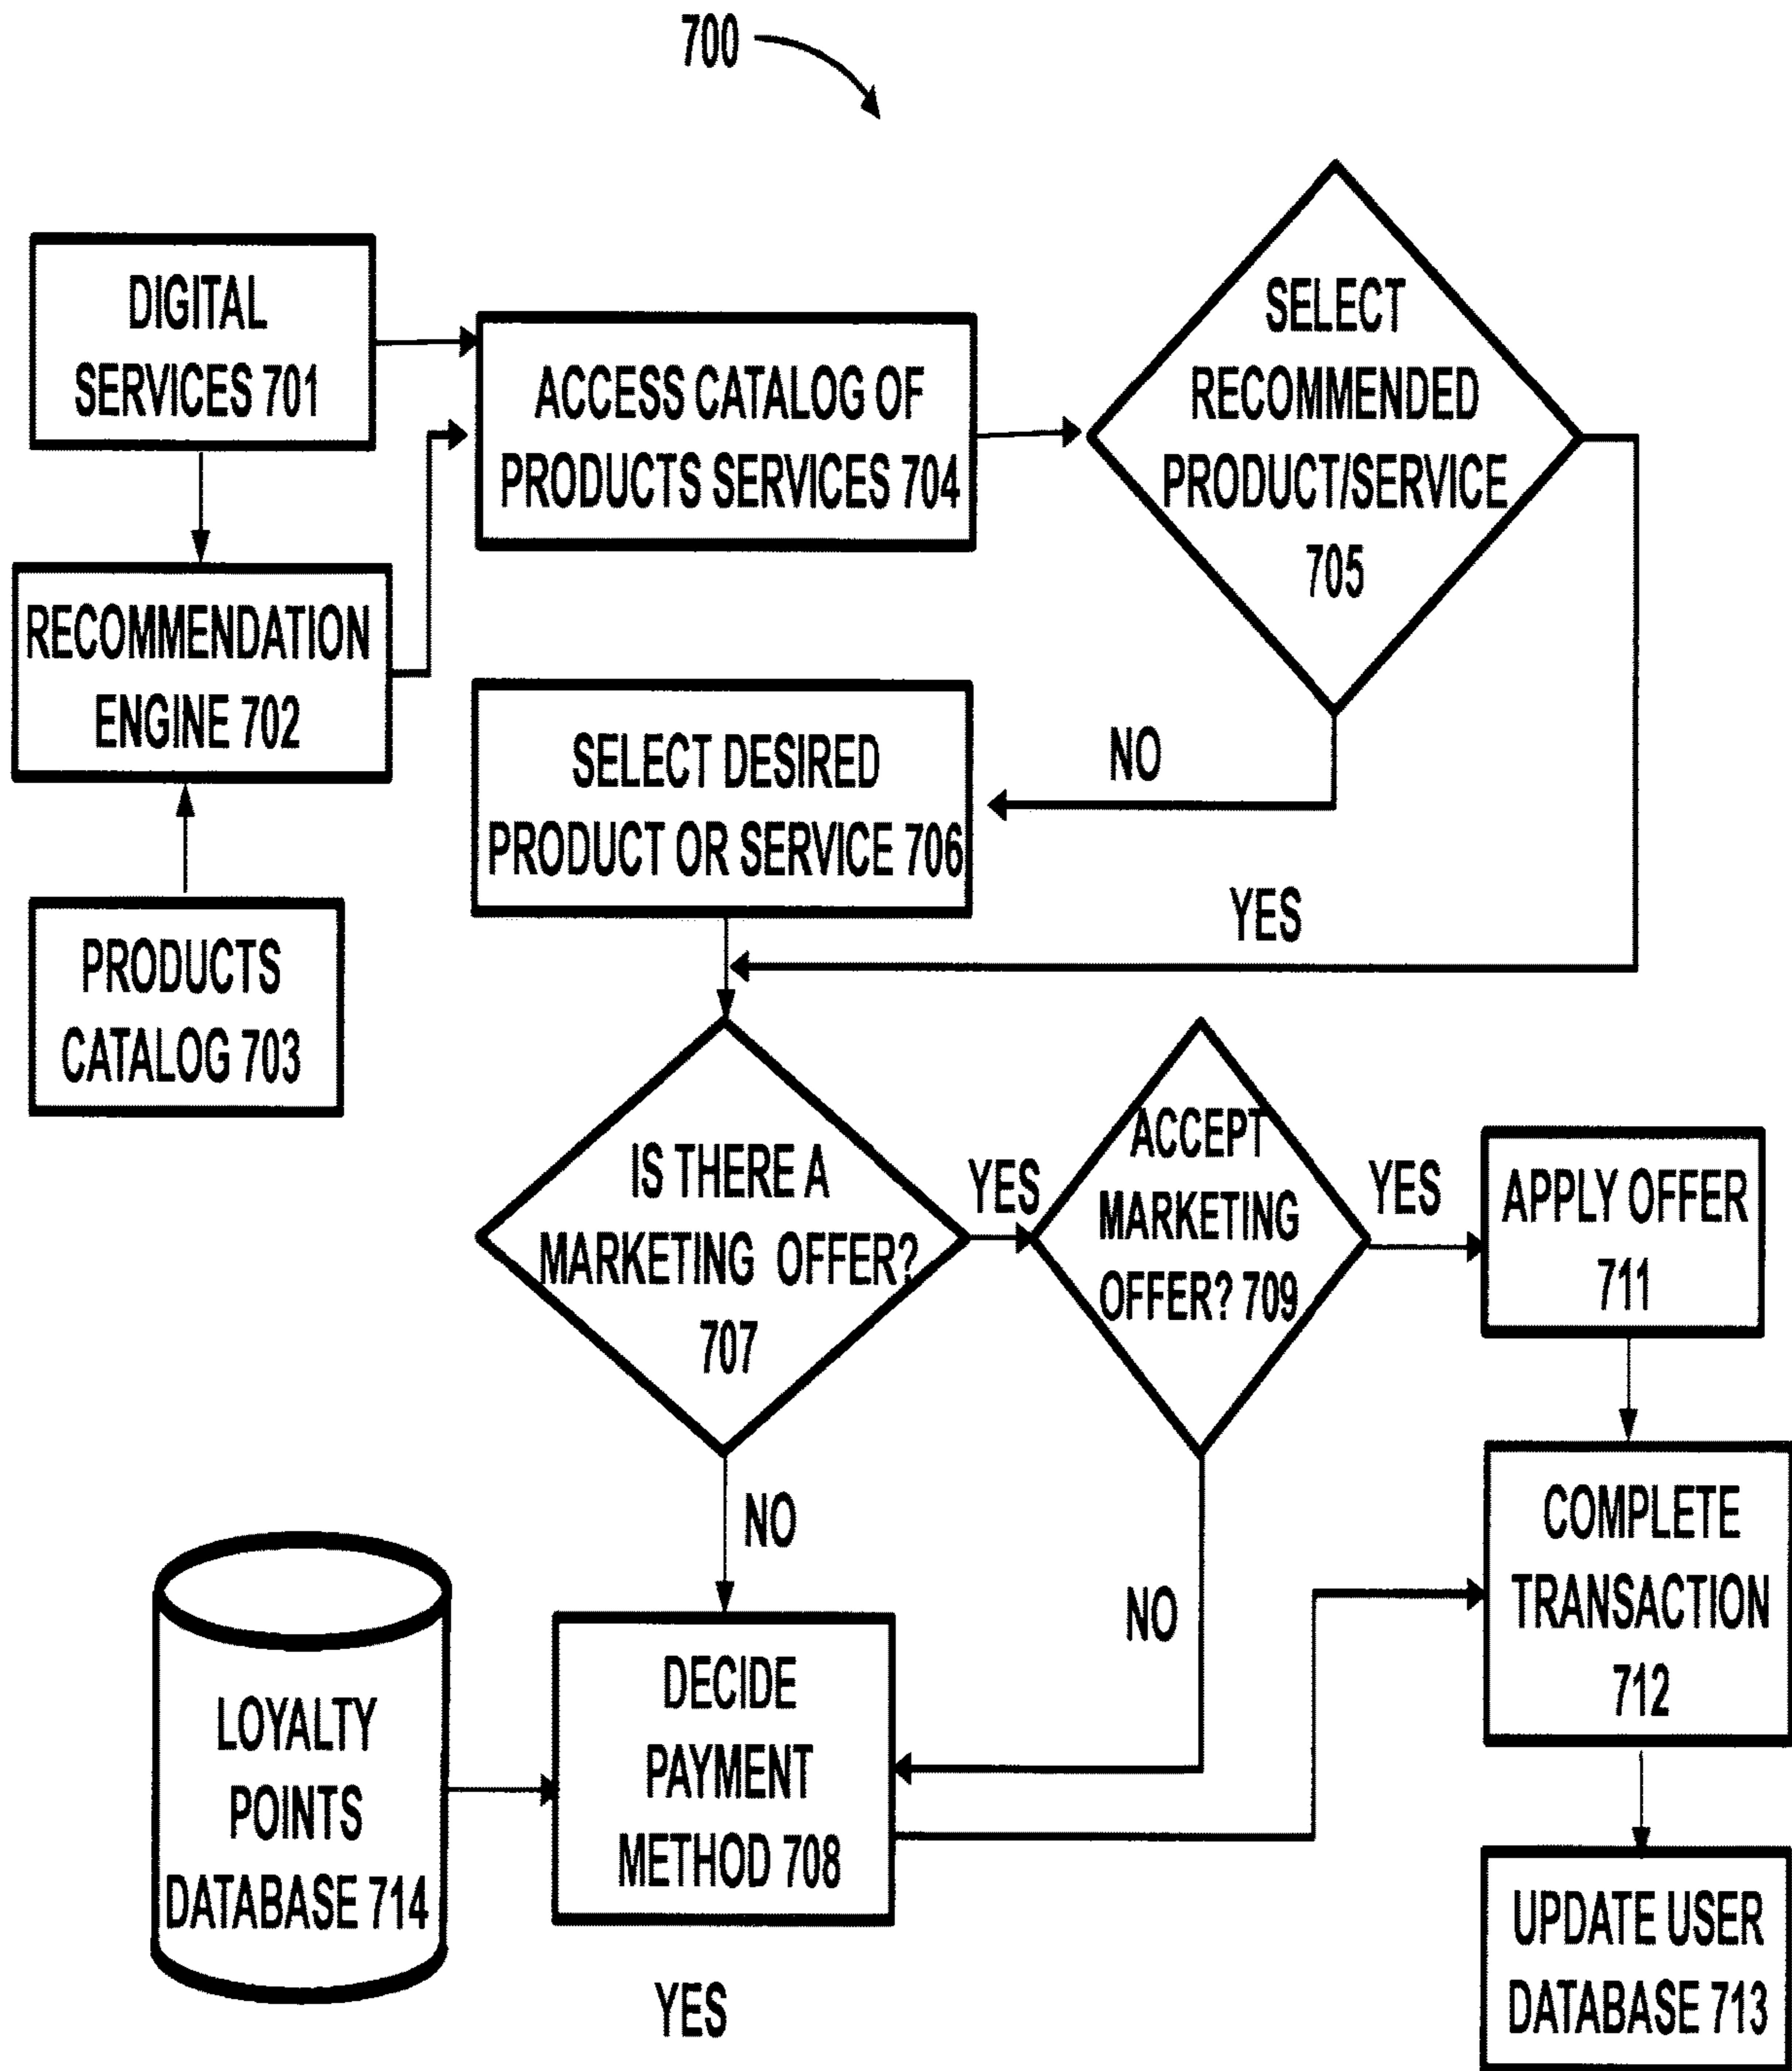 700
DIGITAL
SERVICES 701
RECOMMENDATION
ENGINE 702
PRODUCTS
CATALOG 703
ACCESS CATALOG OF
PRODUCTS SERVICES 704
SELECT
RECOMMENDED
PRODUCT/SERVICE
705
NO
SELECT DESIRED
PRODUCT OR SERVICE 706
YES
IS THERE A
MARKETING OFFER?
707
YES
ACCEPT
MARKETING
OFFER? 709
YES
APPLY OFFER
711
NO
NO
LOYALTY
POINTS
DATABASE 714
DECIDE
PAYMENT
METHOD 708
COMPLETE
TRANSACTION
712
YES
UPDATE USER
DATABASE 713